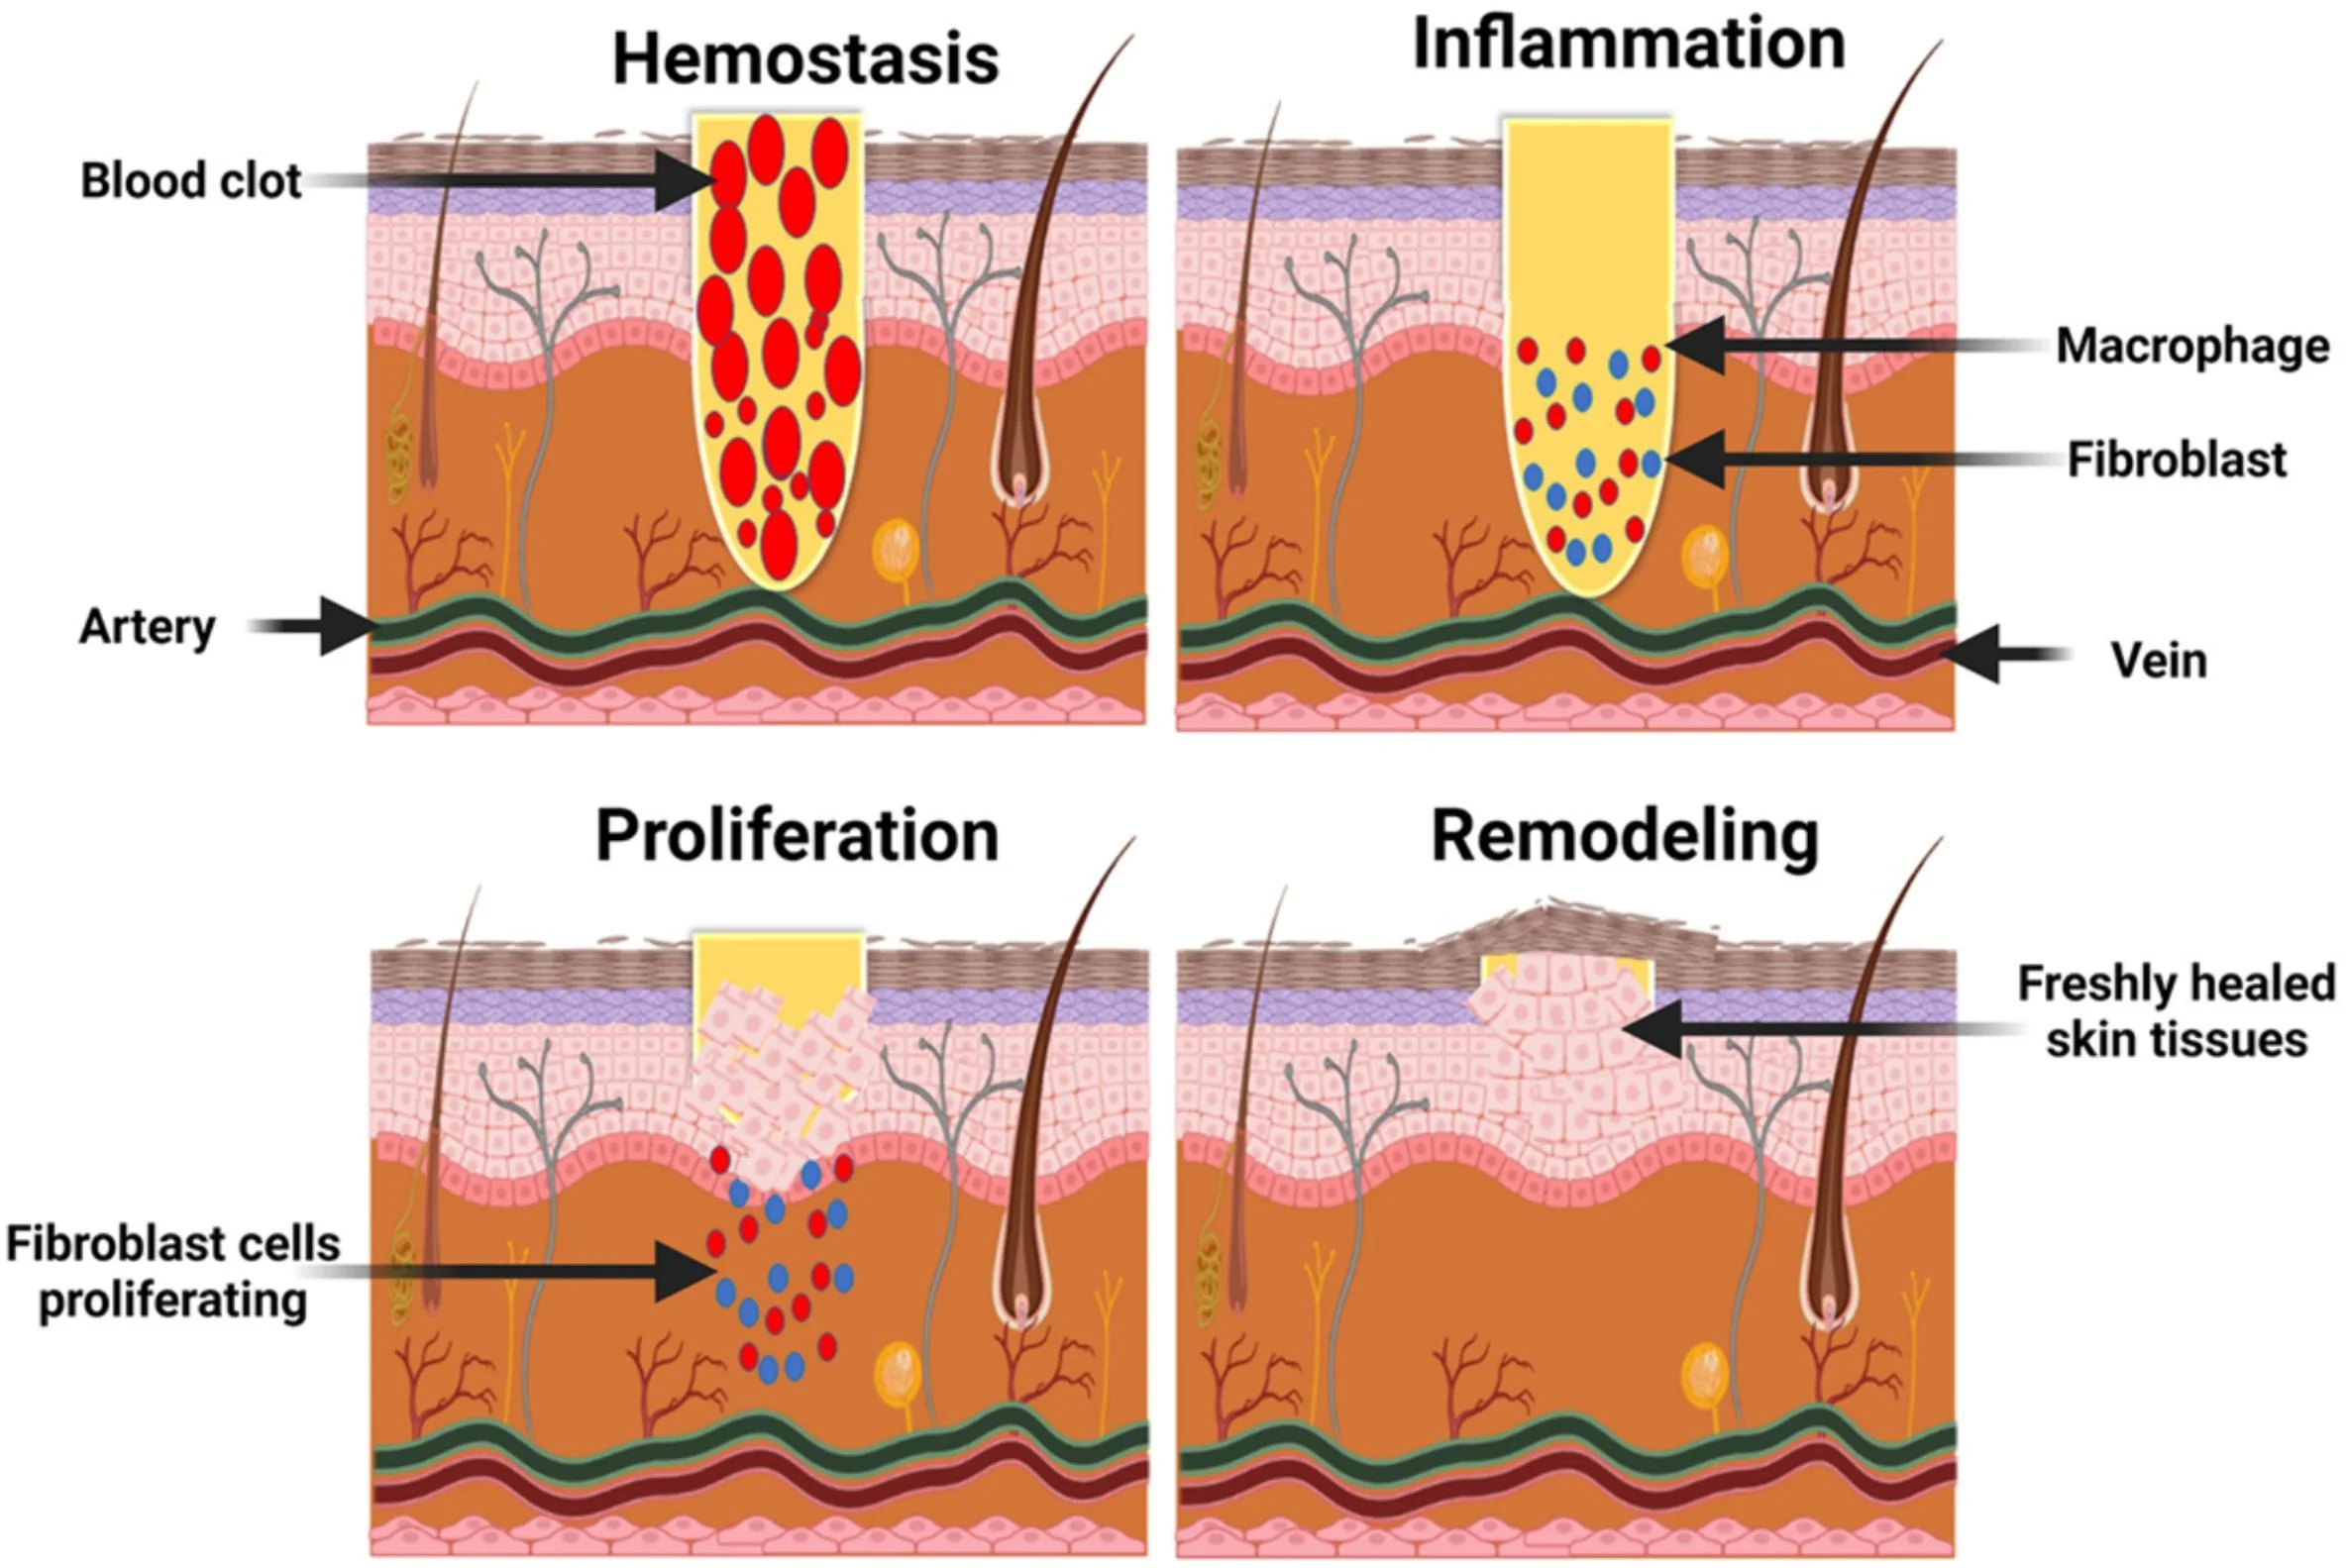 Hemostasis
Inflammation
Blood clot
Macrophage
Fibroblast
Artery
Vein
Proliferation
Remodeling
Freshly healed
skin tissues
Fibroblast cells
proliferating